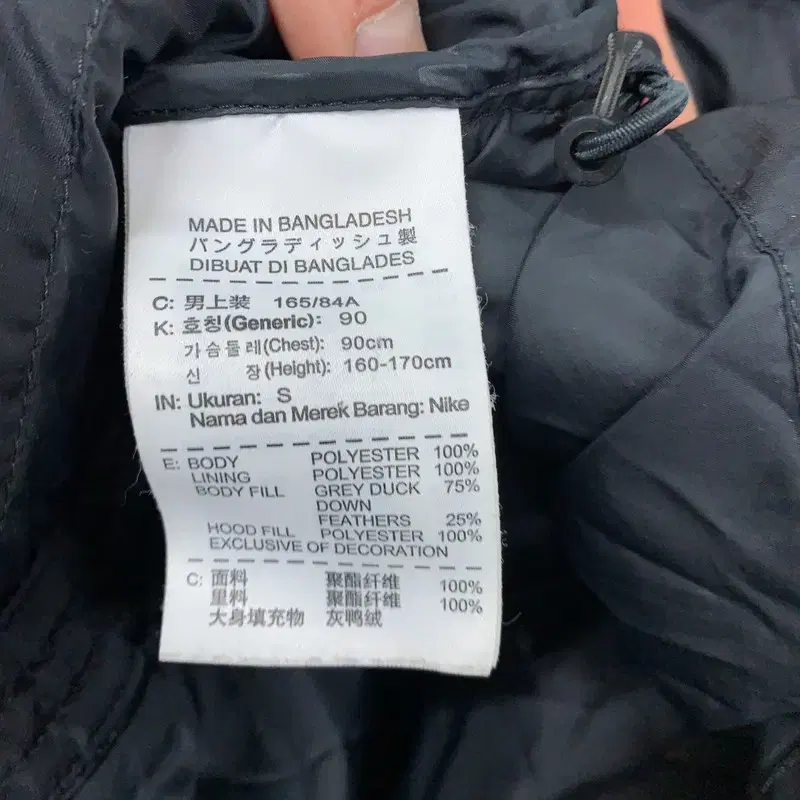 MADE IN BANGLADESH
バングラディッシュ製
DIBUAT DI BANGLADES
C: 男上装 165/84A
K: 호칭(Generic): 90
가슴둘레(Chest): 90cm
신 장(Height): 160-170cm
IN: Ukuran: S
Nama dan Merek Barang: Nike
E: BODY POLYESTER 100%
LINING POLYESTER 100%
BODY FILL GREY DUCK 75%
DOWN
FEATHERS 25%
HOOD FILL POLYESTER 100%
EXCLUSIVE OF DECORATION
C: 面料 聚酯纤维 100%
里料 聚酯纤维 100%
大身填充物 灰鸭绒